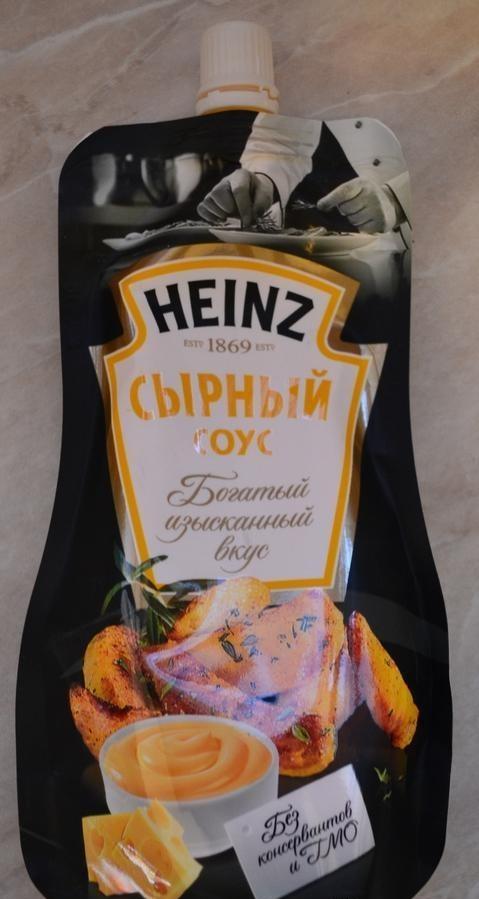 HEINZ
ESTD 1869 ESTD
СЫРНЫЙ
СОУС
Богатый
изысканный
вкус
Без
консервантов
и ГМО